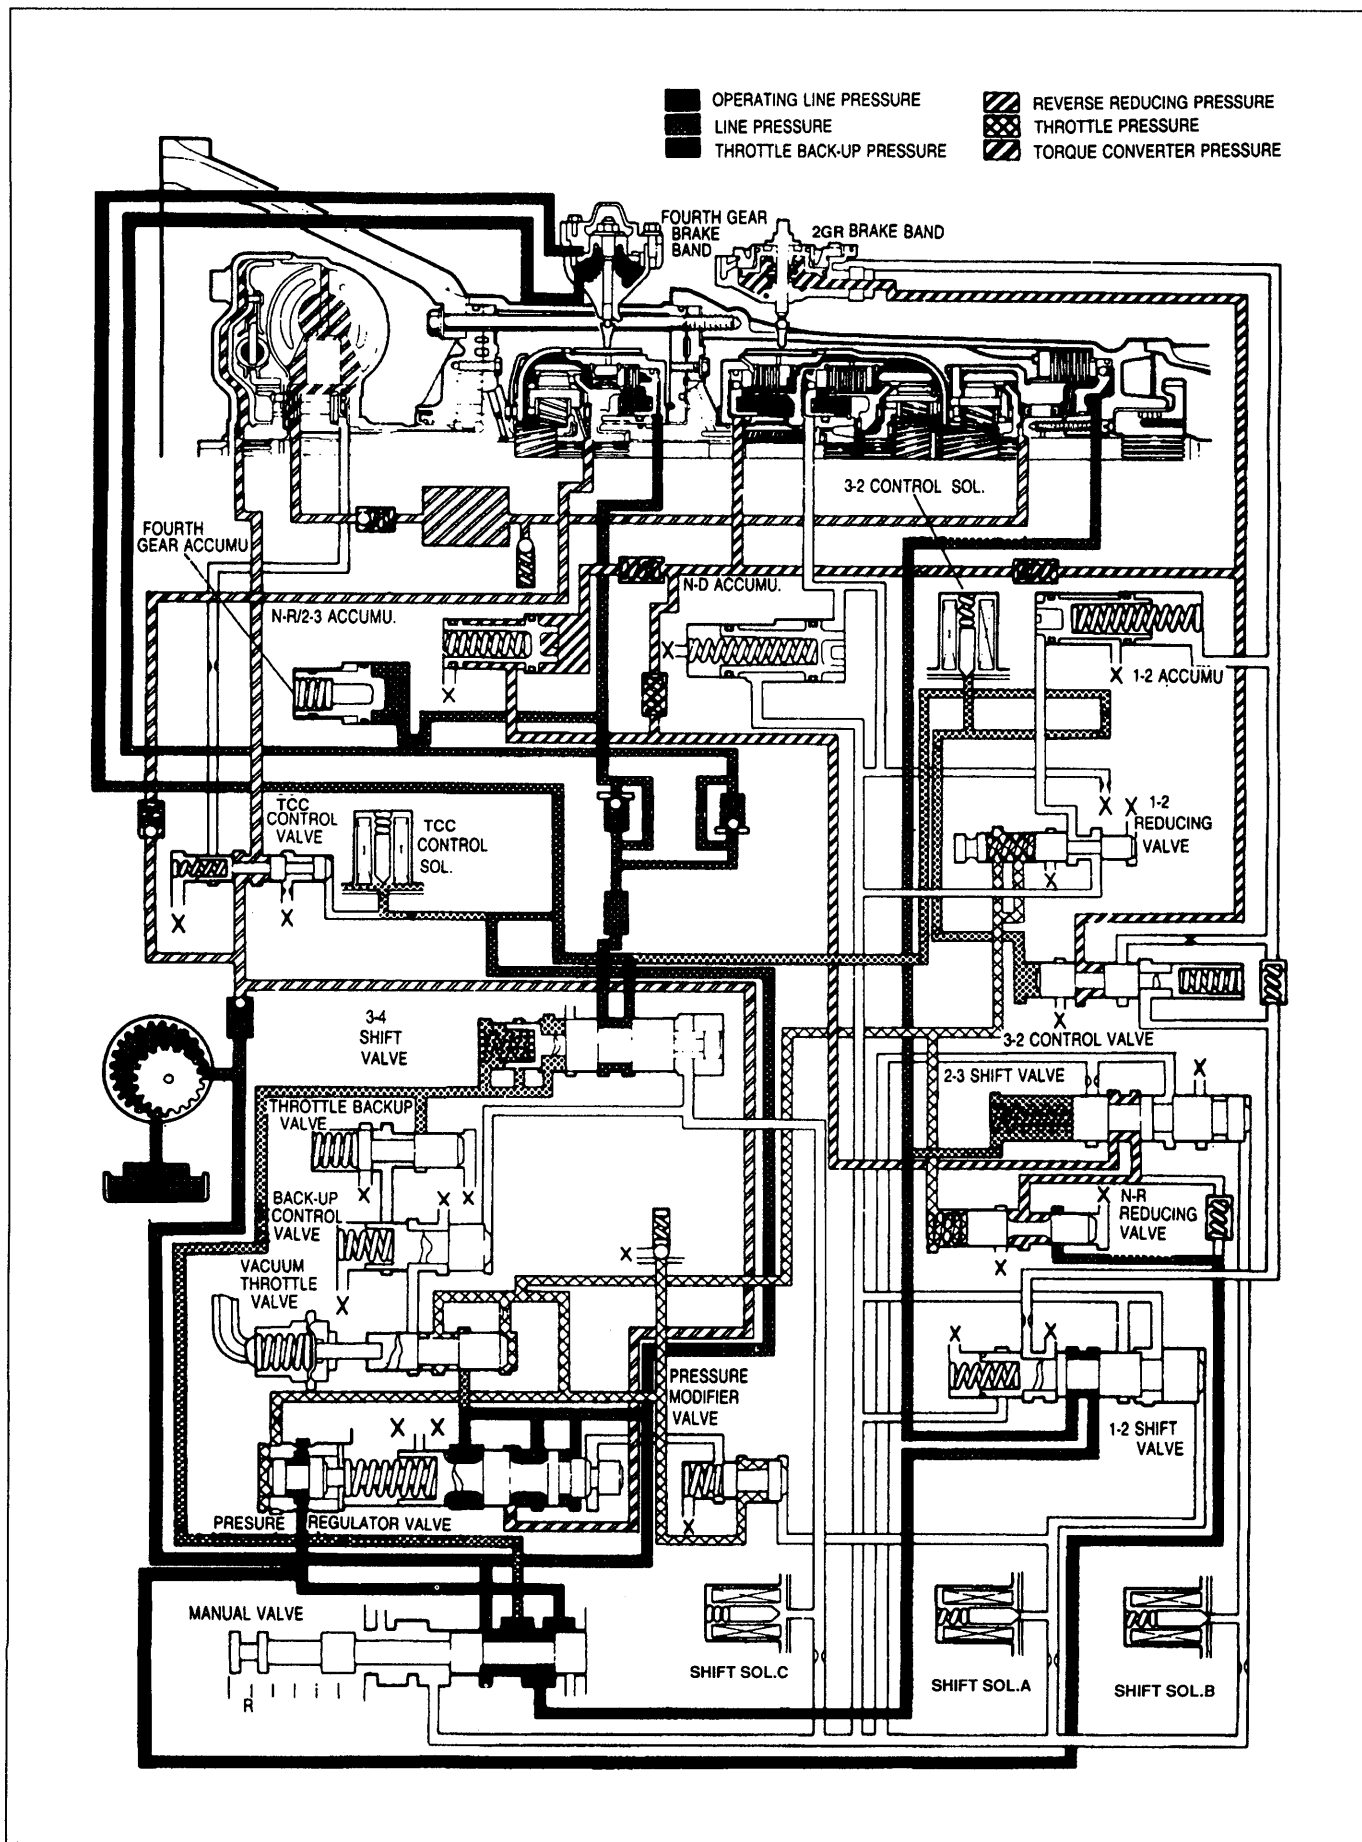 OPERATING LINE PRESSURE
LINE PRESSURE
THROTTLE BACK-UP PRESSURE
REVERSE REDUCING PRESSURE
THROTTLE PRESSURE
TORQUE CONVERTER PRESSURE
FOURTH GEAR
BRAKE
BAND
2GR BRAKE BAND
3-2 CONTROL SOL.
FOURTH
GEAR ACCUMU
N-R/2-3 ACCUMU.
N-D ACCUMU.
X
X
X
1-2 ACCUMU
TCC
CONTROL
VALVE
TCC
CONTROL
SOL.
X
X
1-2
REDUCING
VALVE
X
X
X
3-4
SHIFT
VALVE
X
3-2 CONTROL VALVE
2-3 SHIFT VALVE
X
THROTTLE BACKUP
VALVE
X
X
X
BACK-UP
CONTROL
VALVE
X
N-R
REDUCING
VALVE
VACUUM
THROTTLE
VALVE
X
X
X
X
X
PRESSURE
MODIFIER
VALVE
X
X
1-2 SHIFT
VALVE
PRESURE REGULATOR VALVE
X
MANUAL VALVE
R
SHIFT SOL.C
SHIFT SOL.A
SHIFT SOL.B